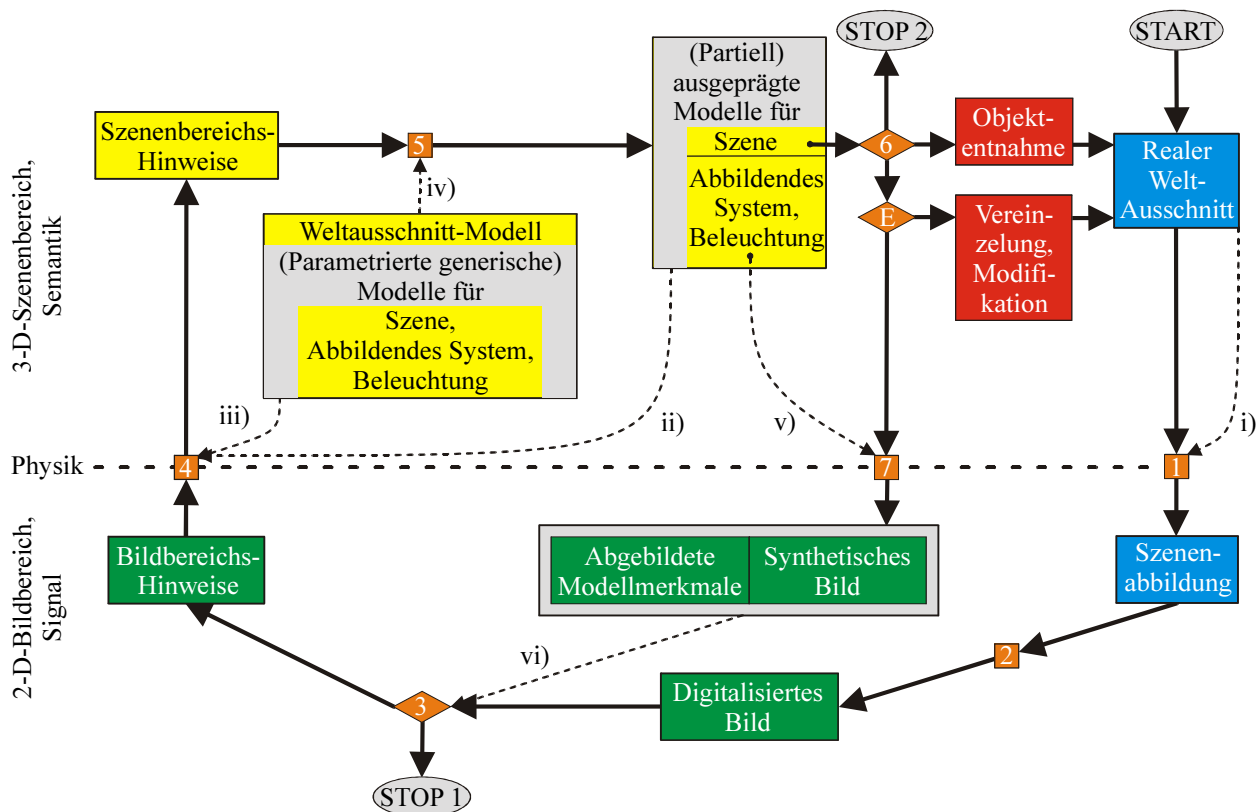 STOP 2
START
(Partiell)
ausgeprägte
Modelle für
Szene
Abbildendes
System,
Beleuchtung
Szenenbereichs-
Hinweise
5
6
Objekt-
entnahme
Realer
Welt-
Ausschnitt
iv)
E
Verein-
zelung,
Modifi-
kation
Weltausschnitt-Modell
(Parametrierte generische)
Modelle für
Szene,
Abbildendes System,
Beleuchtung
3-D-Szenenbereich,
Semantik
iii)
ii)
v)
i)
Physik
4
7
1
2-D-Bildbereich,
Signal
Bildbereichs-
Hinweise
Abgebildete
Modellmerkmale
Synthetisches
Bild
Szenen-
abbildung
vi)
2
3
Digitalisiertes
Bild
STOP 1